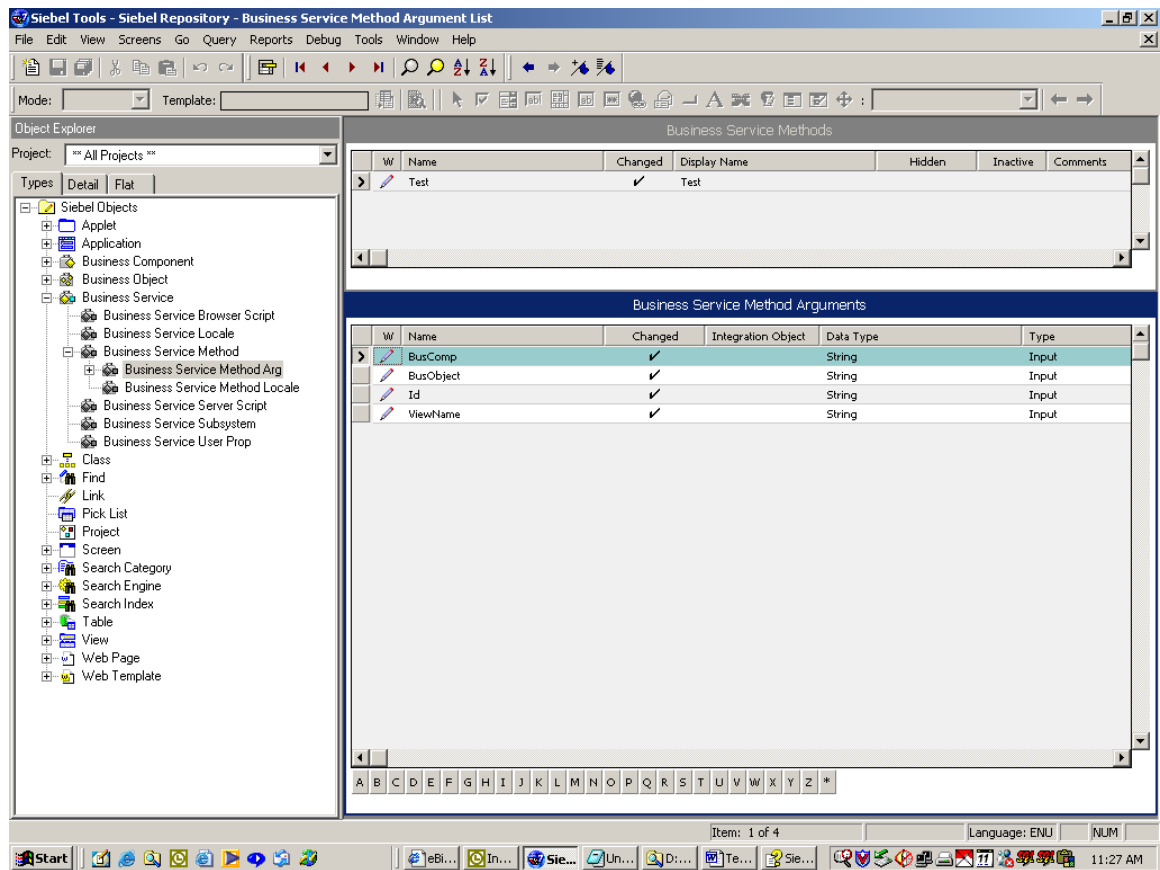 Siebel Tools - Siebel Repository - Business Service Method Argument List
File Edit View Screens Go Query Reports Debug Tools Window Help
Mode: Template: :
Object Explorer
Project: ** All Projects **
Types Detail Flat
Siebel Objects
Applet
Application
Business Component
Business Object
Business Service
Business Service Browser Script
Business Service Locale
Business Service Method
Business Service Method Arg
Business Service Method Locale
Business Service Server Script
Business Service Subsystem
Business Service User Prop
Class
Find
Link
Pick List
Project
Screen
Search Category
Search Engine
Search Index
Table
View
Web Page
Web Template
Business Service Methods
W Name Changed Display Name Hidden Inactive Comments
Test Test
Business Service Method Arguments
W Name Changed Integration Object Data Type Type
BusComp String Input
BusObject String Input
Id String Input
ViewName String Input
A B C D E F G H I J K L M N O P Q R S T U V W X Y Z *
Item: 1 of 4 Language: ENU NUM
Start eBi... In... Sie... Un... D:... Te... Sie... 11:27 AM